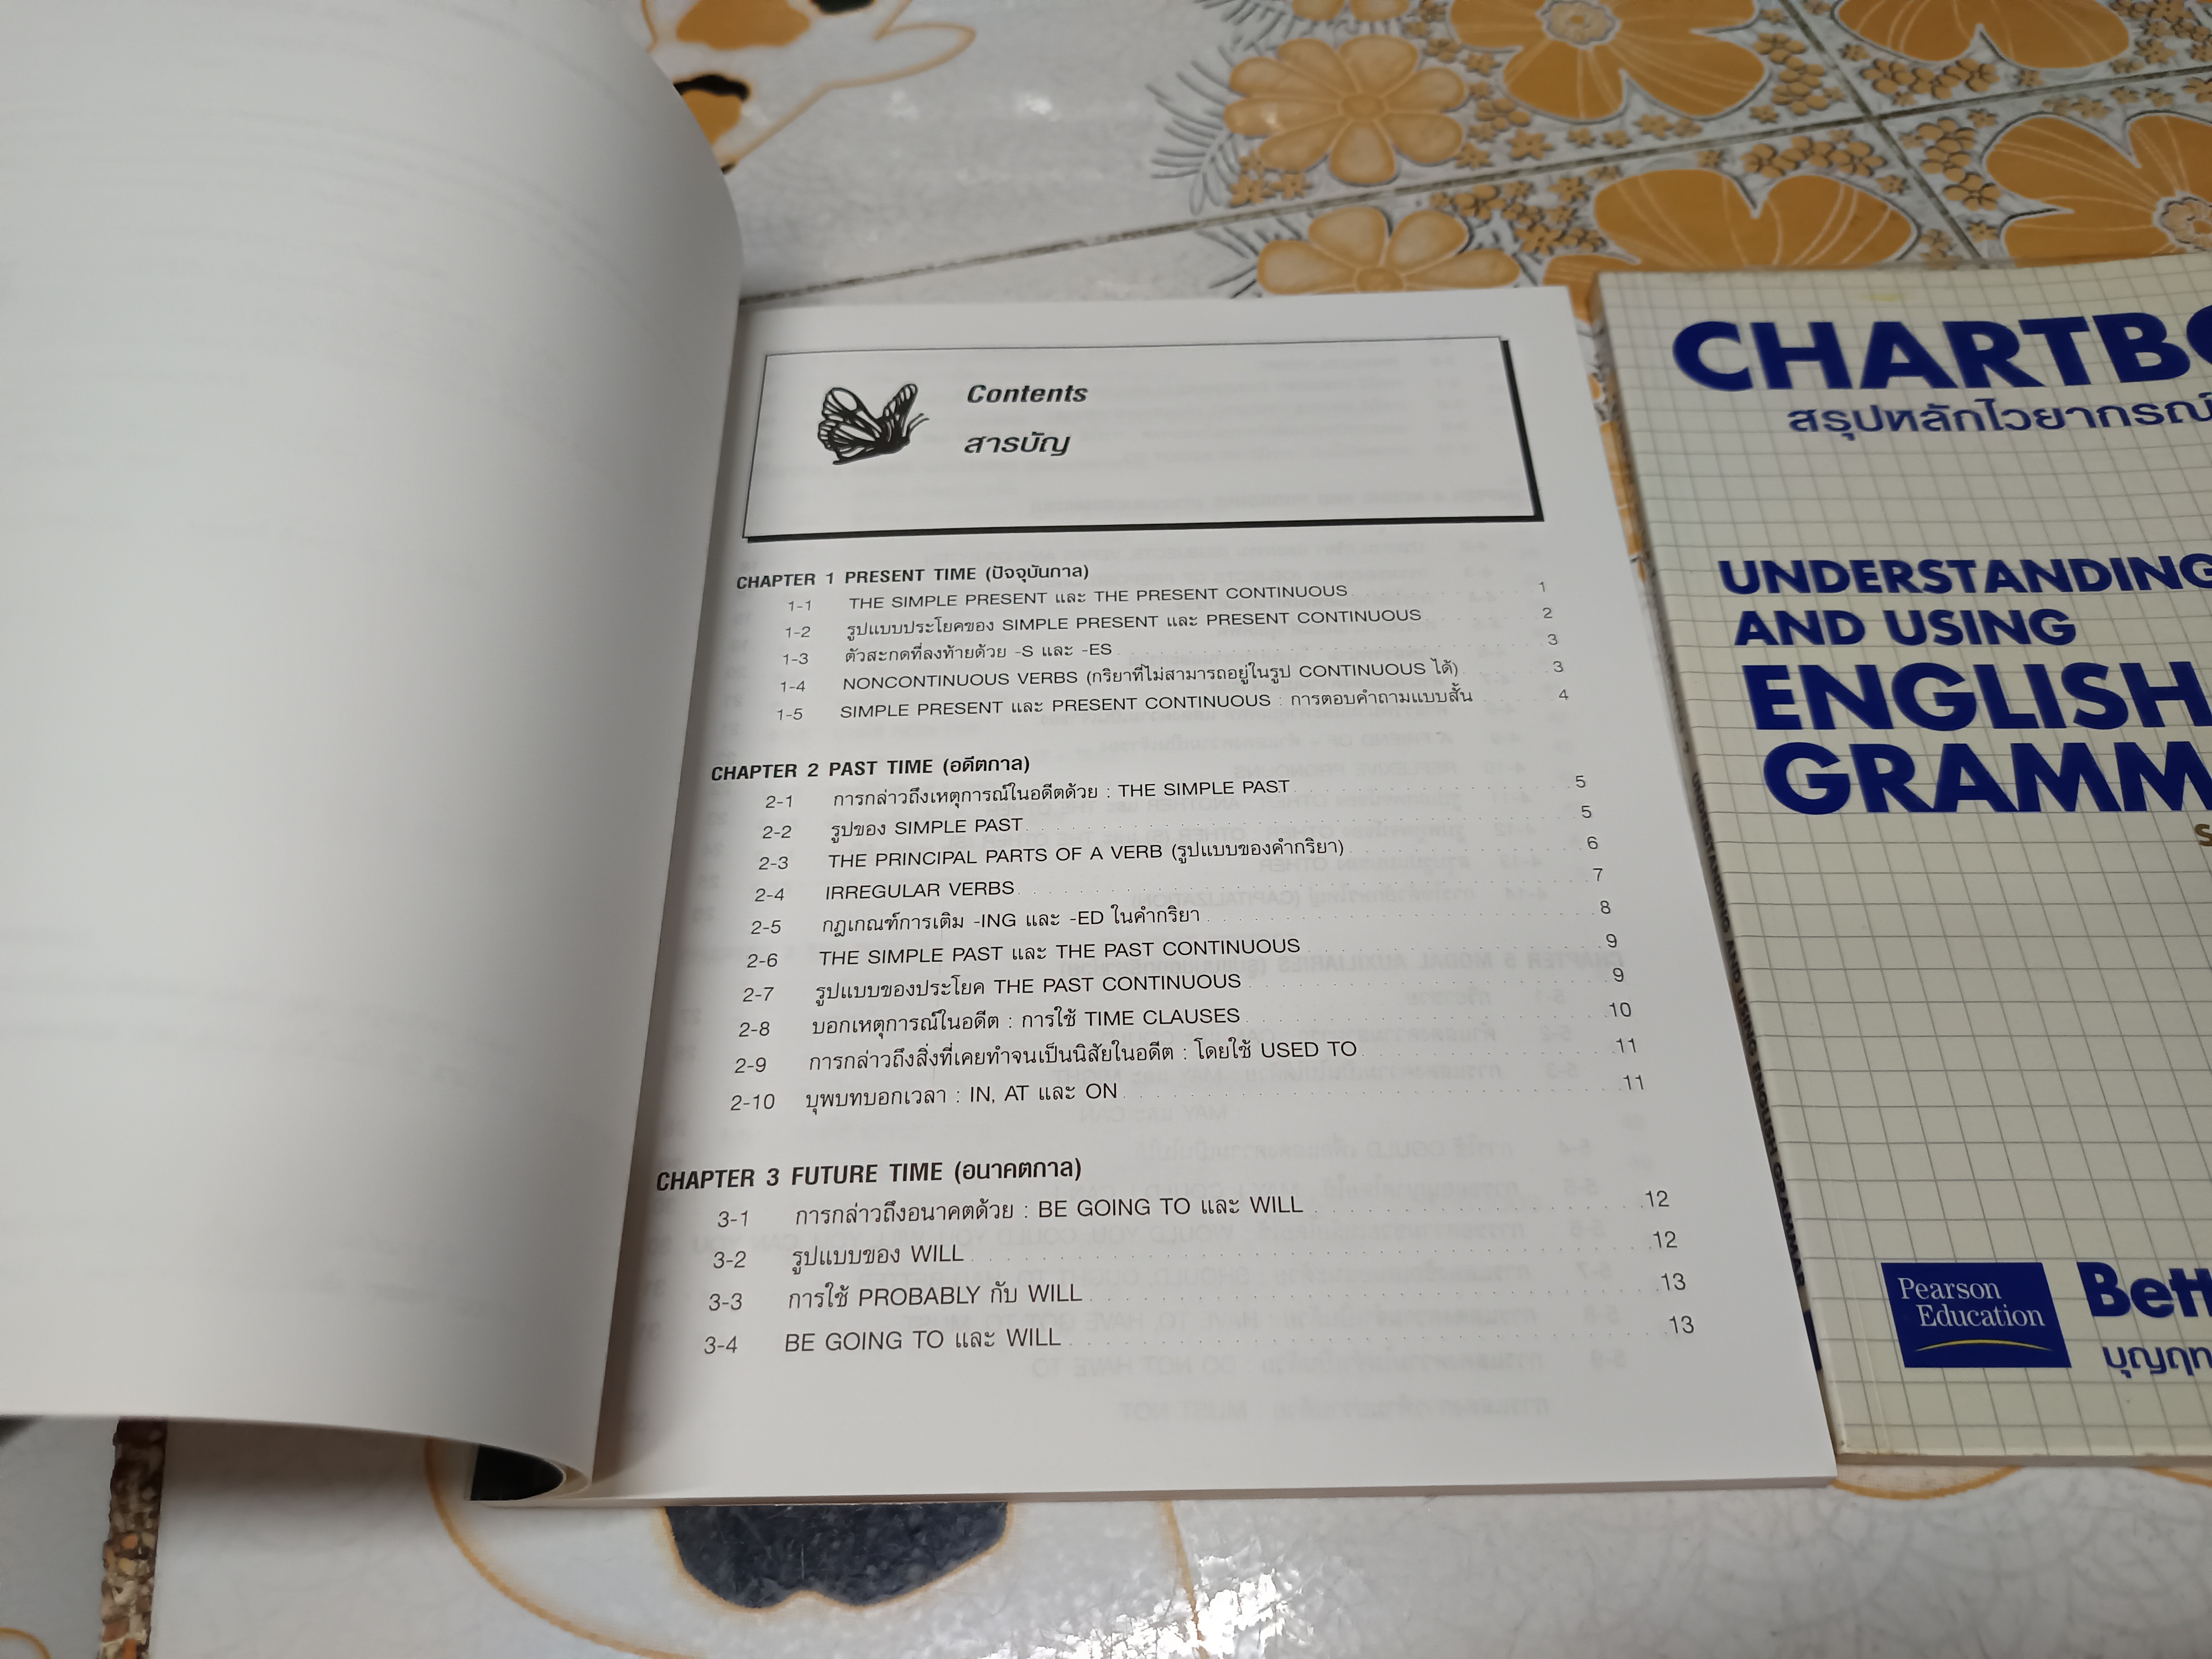 Contents
สารบัญ
CHAPTER 1 PRESENT TIME (ปัจจุบันกาล)
1-1 THE SIMPLE PRESENT และ THE PRESENT CONTINUOUS 1
1-2 รูปแบบประโยคของ SIMPLE PRESENT และ PRESENT CONTINUOUS 2
1-3 ตัวสะกดที่ลงท้ายด้วย -S และ -ES 3
1-4 NONCONTINUOUS VERBS (กริยาที่ไม่สามารถอยู่ในรูป CONTINUOUS ได้) 3
1-5 SIMPLE PRESENT และ PRESENT CONTINUOUS : การตอบคำถามแบบสั้น 4
CHAPTER 2 PAST TIME (อดีตกาล)
2-1 การกล่าวถึงเหตุการณ์ในอดีตด้วย : THE SIMPLE PAST 5
2-2 รูปของ SIMPLE PAST 5
2-3 THE PRINCIPAL PARTS OF A VERB (รูปแบบของคำกริยา) 6
2-4 IRREGULAR VERBS 7
2-5 กฎเกณฑ์การเติม -ING และ -ED ในคำกริยา 8
2-6 THE SIMPLE PAST และ THE PAST CONTINUOUS 9
2-7 รูปแบบของประโยค THE PAST CONTINUOUS 9
2-8 บอกเหตุการณ์ในอดีต : การใช้ TIME CLAUSES 10
2-9 การกล่าวถึงสิ่งที่เคยทำจนเป็นนิสัยในอดีต : โดยใช้ USED TO 11
2-10 บุพบทบอกเวลา : IN, AT และ ON 11
CHAPTER 3 FUTURE TIME (อนาคตกาล)
3-1 การกล่าวถึงอนาคตด้วย : BE GOING TO และ WILL 12
3-2 รูปแบบของ WILL 12
3-3 การใช้ PROBABLY กับ WILL 13
3-4 BE GOING TO และ WILL 13
CHARTBO
สรุปหลักไวยากรณ์
UNDERSTANDING
AND USING
ENGLISH
GRAMM
Pearson
Education
Bett
บุญฤท
UNDERSTANDING AND USING ENGLISH GRAMMAR